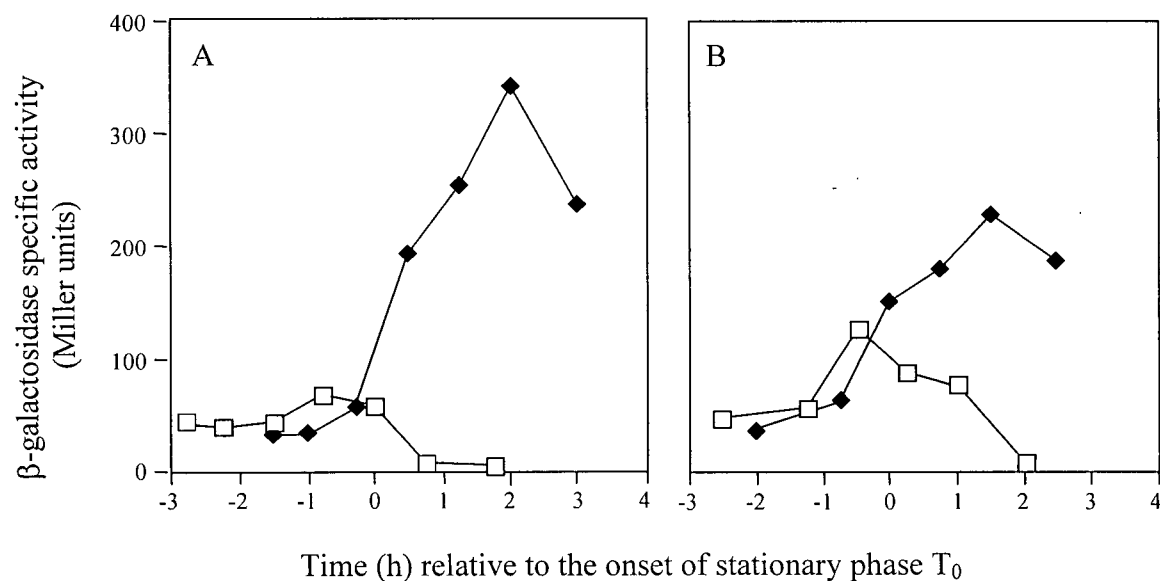 A
B
β-galactosidase specific activity
(Miller units)
400
300
200
100
0
-3 -2 -1 0 1 2 3 4
-3 -2 -1 0 1 2 3 4
Time (h) relative to the onset of stationary phase T₀